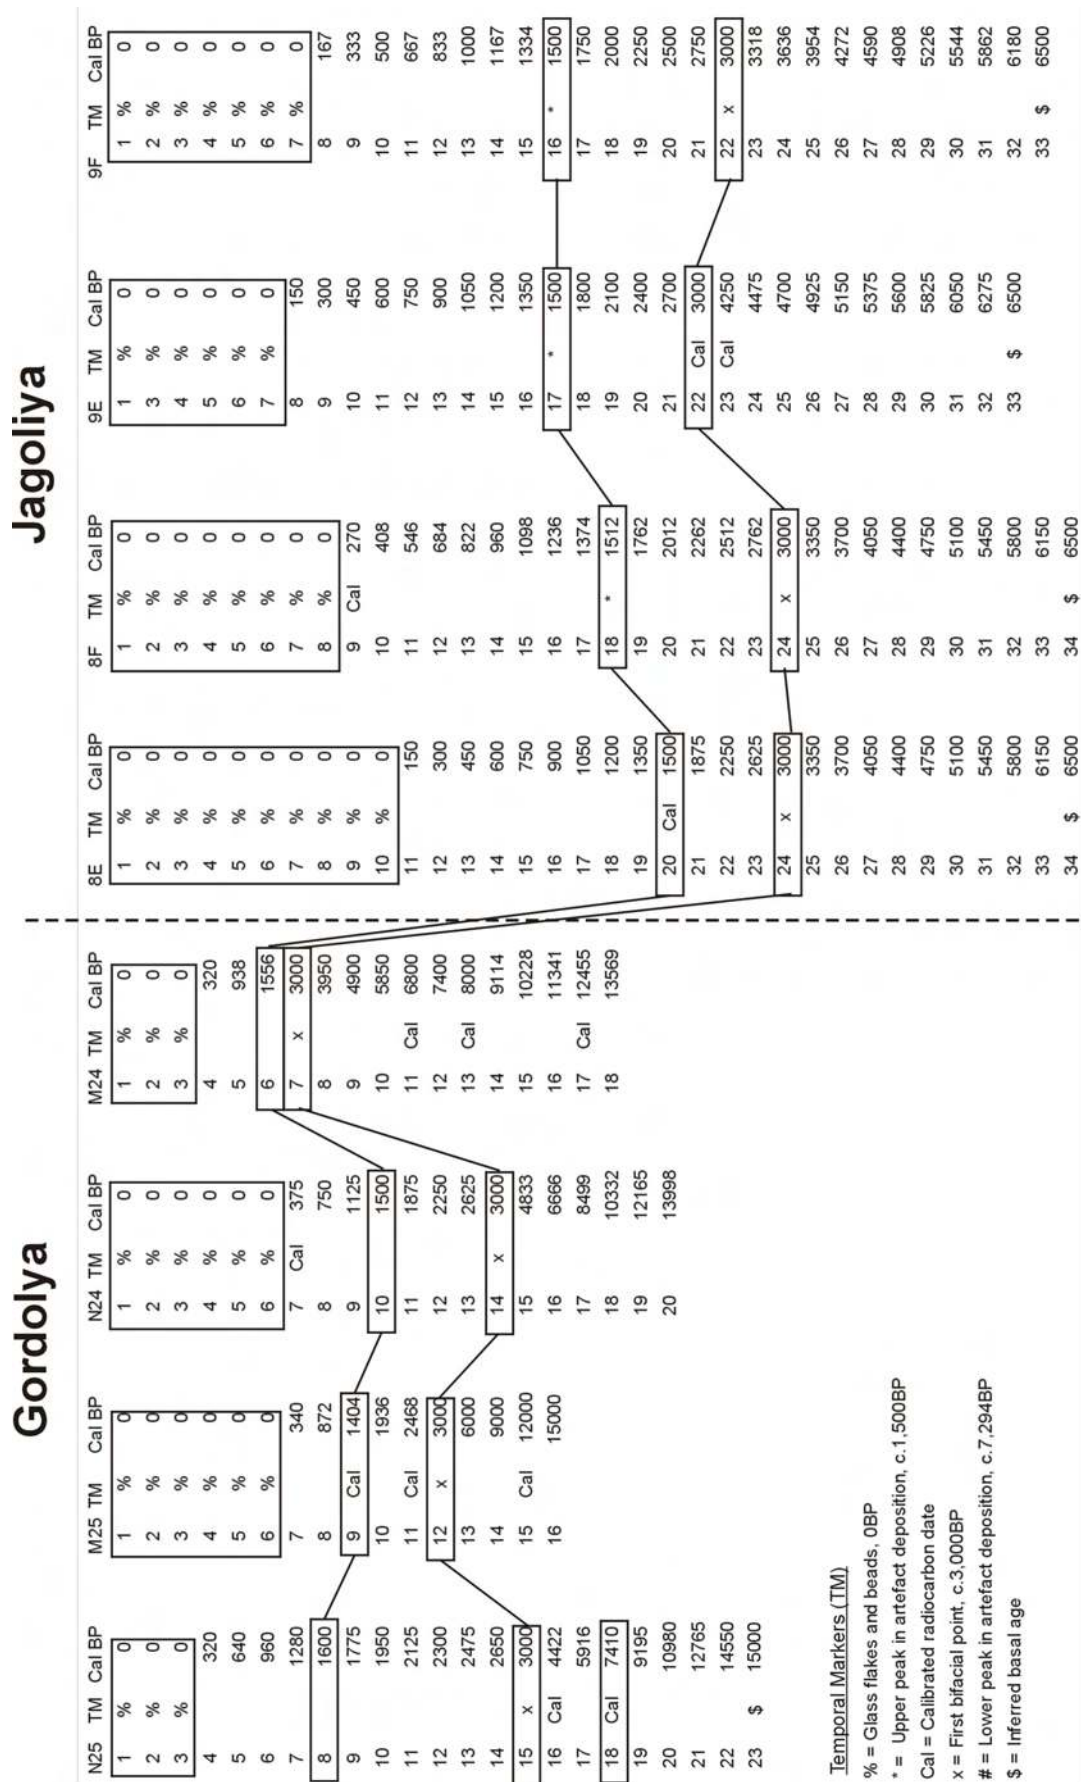 Gordolya
N25 TM Cal BP
1 % 0
2 % 0
3 % 0
4 320
5 640
6 960
7 1280
8 1600
9 1775
10 1950
11 2125
12 2300
13 2475
14 2650
15 x 3000
16 Cal 4422
17 5916
18 Cal 7410
19 9195
20 10980
21 12765
22 14550
23 $ 15000
M25 TM Cal BP
1 % 0
2 % 0
3 % 0
4 % 0
5 % 0
6 % 0
7 340
8 872
9 Cal 1404
10 1936
11 Cal 2468
12 x 3000
13 6000
14 9000
15 Cal 12000
16 15000
N24 TM Cal BP
1 % 0
2 % 0
3 % 0
4 % 0
5 % 0
6 % 0
7 Cal 375
8 750
9 1125
10 1500
11 1875
12 2250
13 2625
14 x 3000
15 4833
16 6666
17 8499
18 10332
19 12165
20 13998
M24 TM Cal BP
1 % 0
2 % 0
3 % 0
4 320
5 938
6 1556
7 x 3000
8 3950
9 4900
10 5850
11 Cal 6800
12 7400
13 Cal 8000
14 9114
15 10228
16 11341
17 Cal 12455
18 13569
Jagoliya
8E TM Cal BP
1 % 0
2 % 0
3 % 0
4 % 0
5 % 0
6 % 0
7 % 0
8 % 0
9 % 0
10 % 0
11 150
12 300
13 450
14 600
15 750
16 900
17 1050
18 1200
19 1350
20 Cal 1500
21 1875
22 2250
23 2625
24 x 3000
25 3350
26 3700
27 4050
28 4400
29 4750
30 5100
31 5450
32 5800
33 6150
34 $ 6500
8F TM Cal BP
1 % 0
2 % 0
3 % 0
4 % 0
5 % 0
6 % 0
7 % 0
8 % 0
9 Cal 270
10 408
11 546
12 684
13 822
14 960
15 1098
16 1236
17 1374
18 * 1512
19 1762
20 2012
21 2262
22 2512
23 2762
24 x 3000
25 3350
26 3700
27 4050
28 4400
29 4750
30 5100
31 5450
32 5800
33 6150
34 $ 6500
9E TM Cal BP
1 % 0
3 % 0
4 % 0
5 % 0
6 % 0
7 % 0
8 150
9 300
10 450
11 600
12 750
13 900
14 1050
15 1200
16 1350
17 * 1500
18 1800
19 2100
20 2400
21 2700
22 Cal 3000
23 Cal 4250
24 4475
25 4700
26 4925
27 5150
28 5375
29 5600
30 5825
31 6050
32 6275
33 $ 6500
9F TM Cal BP
1 % 0
2 % 0
3 % 0
4 % 0
5 % 0
6 % 0
7 % 0
8 167
9 333
10 500
11 667
12 833
13 1000
14 1167
15 1334
16 * 1500
17 1750
18 2000
19 2250
20 2500
21 2750
22 x 3000
23 3318
24 3636
25 3954
26 4272
27 4590
28 4908
29 5226
30 5544
31 5862
32 6180
33 $ 6500
Temporal Markers (TM)
% = Glass flakes and beads, 0BP
* = Upper peak in artefact deposition, c.1,500BP
Cal = Calibrated radiocarbon date
x = First bifacial point, c.3,000BP
# = Lower peak in artefact deposition, c.7,294BP
$ = Inferred basal age